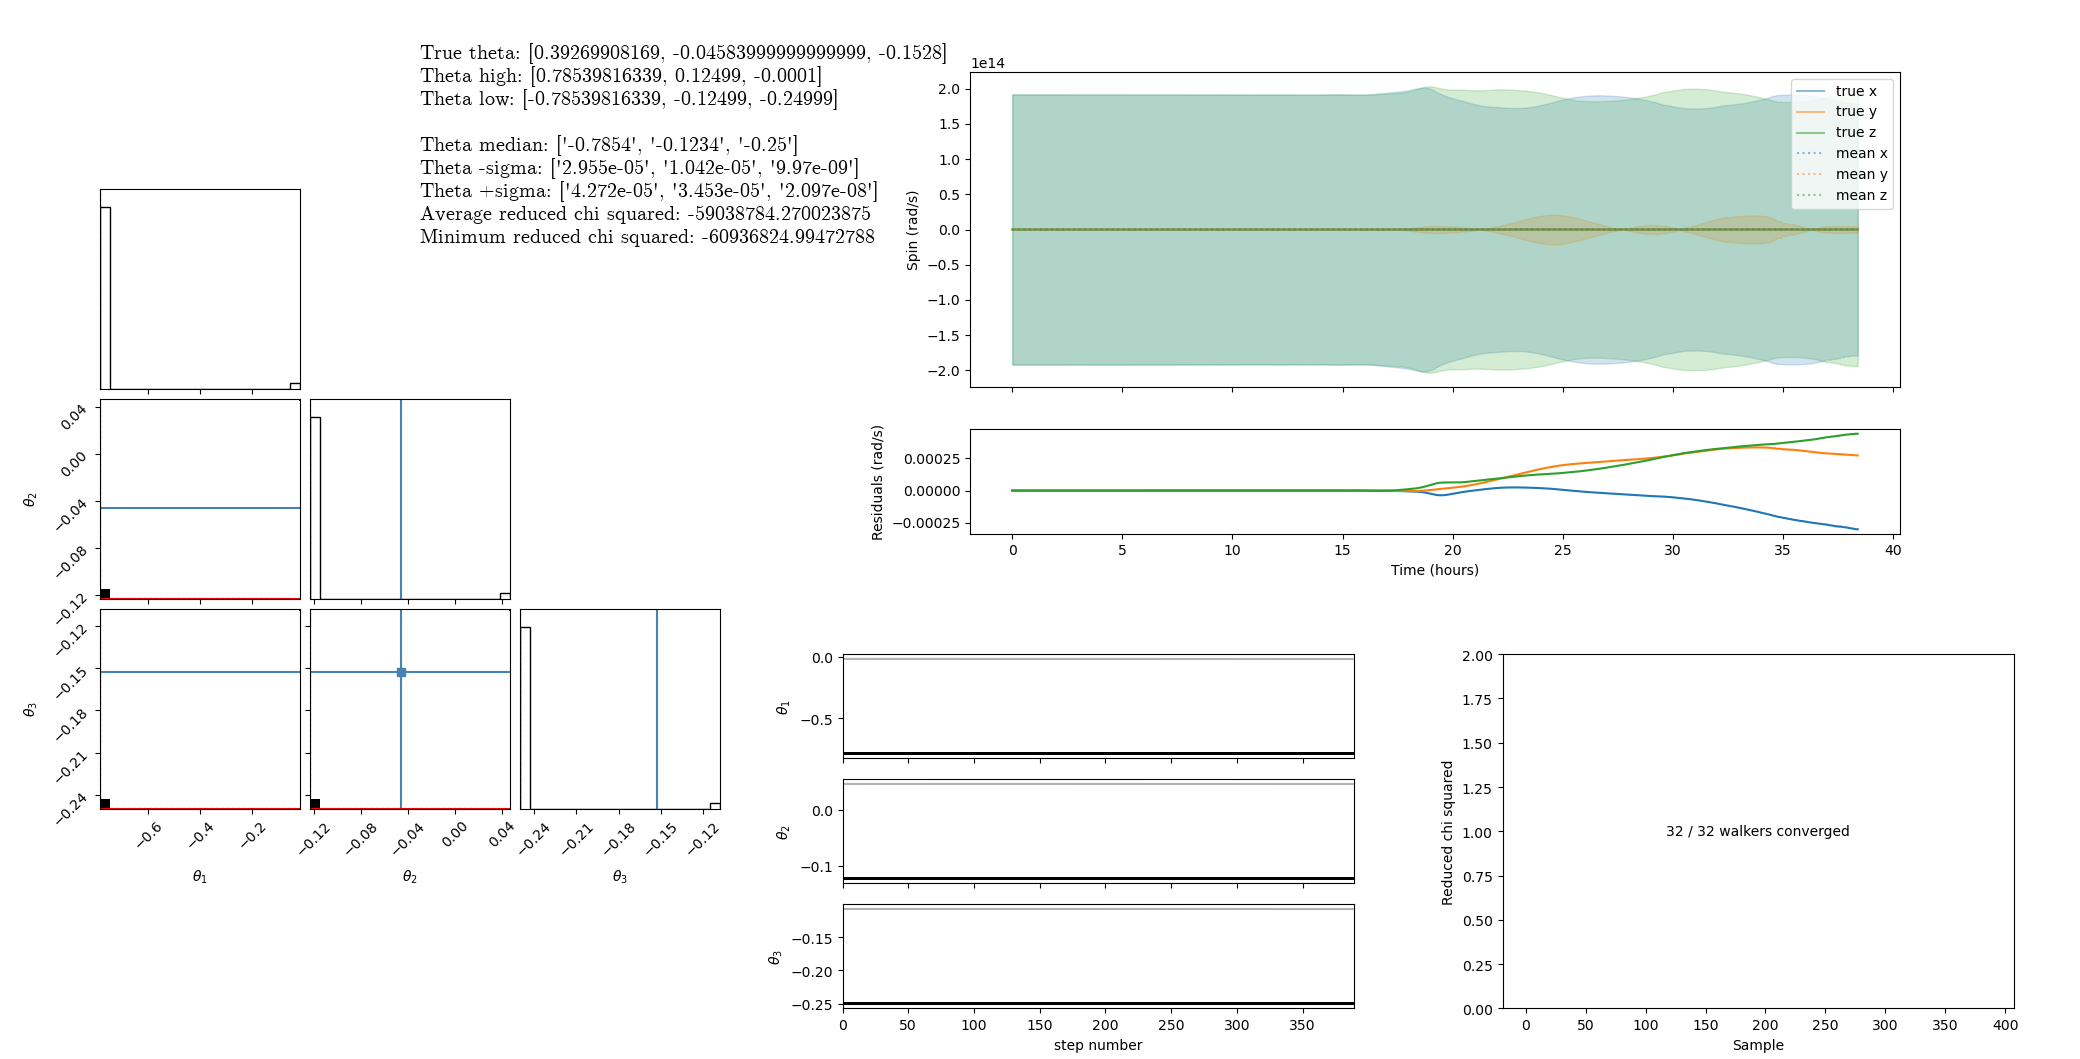 True theta: [0.39269908169, -0.04583999999999999, -0.1528]
Theta high: [0.78539816339, 0.12499, -0.0001]
Theta low: [-0.78539816339, -0.12499, -0.24999]
Theta median: ['-0.7854', '-0.1234', '-0.25']
Theta -sigma: ['2.955e-05', '1.042e-05', '9.97e-09']
Theta +sigma: ['4.272e-05', '3.453e-05', '2.097e-08']
Average reduced chi squared: -59038784.270023875
Minimum reduced chi squared: -60936824.99472788
1e14
2.0
1.5
1.0
0.5
0.0
−0.5
−1.0
−1.5
−2.0
Spin (rad/s)
true x
true y
true z
mean x
mean y
mean z
0.00025
0.00000
−0.00025
Residuals (rad/s)
0 5 10 15 20 25 30 35 40
Time (hours)
0.04
0.00
−0.04
−0.08
−0.12
θ2
−0.12
−0.15
−0.18
−0.21
−0.24
θ3
−0.6 −0.4 −0.2
θ1
−0.12 −0.08 −0.04 0.00 0.04
θ2
−0.24 −0.21 −0.18 −0.15 −0.12
θ3
0.0
−0.5
θ1
0.0
−0.1
θ2
−0.15
−0.20
−0.25
θ3
0 50 100 150 200 250 300 350
step number
2.00
1.75
1.50
1.25
1.00
0.75
0.50
0.25
0.00
Reduced chi squared
32 / 32 walkers converged
0 50 100 150 200 250 300 350 400
Sample